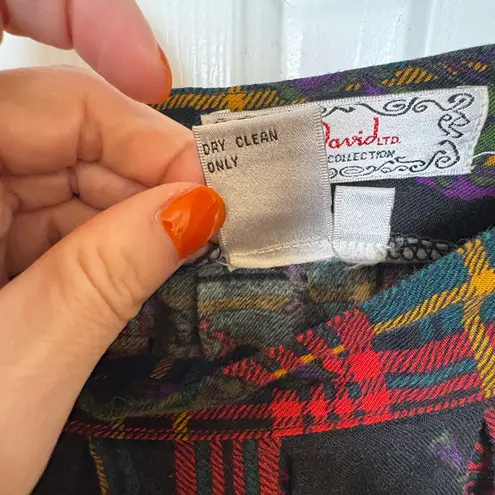 DRY CLEAN
ONLY
David LTD.
COLLECTION